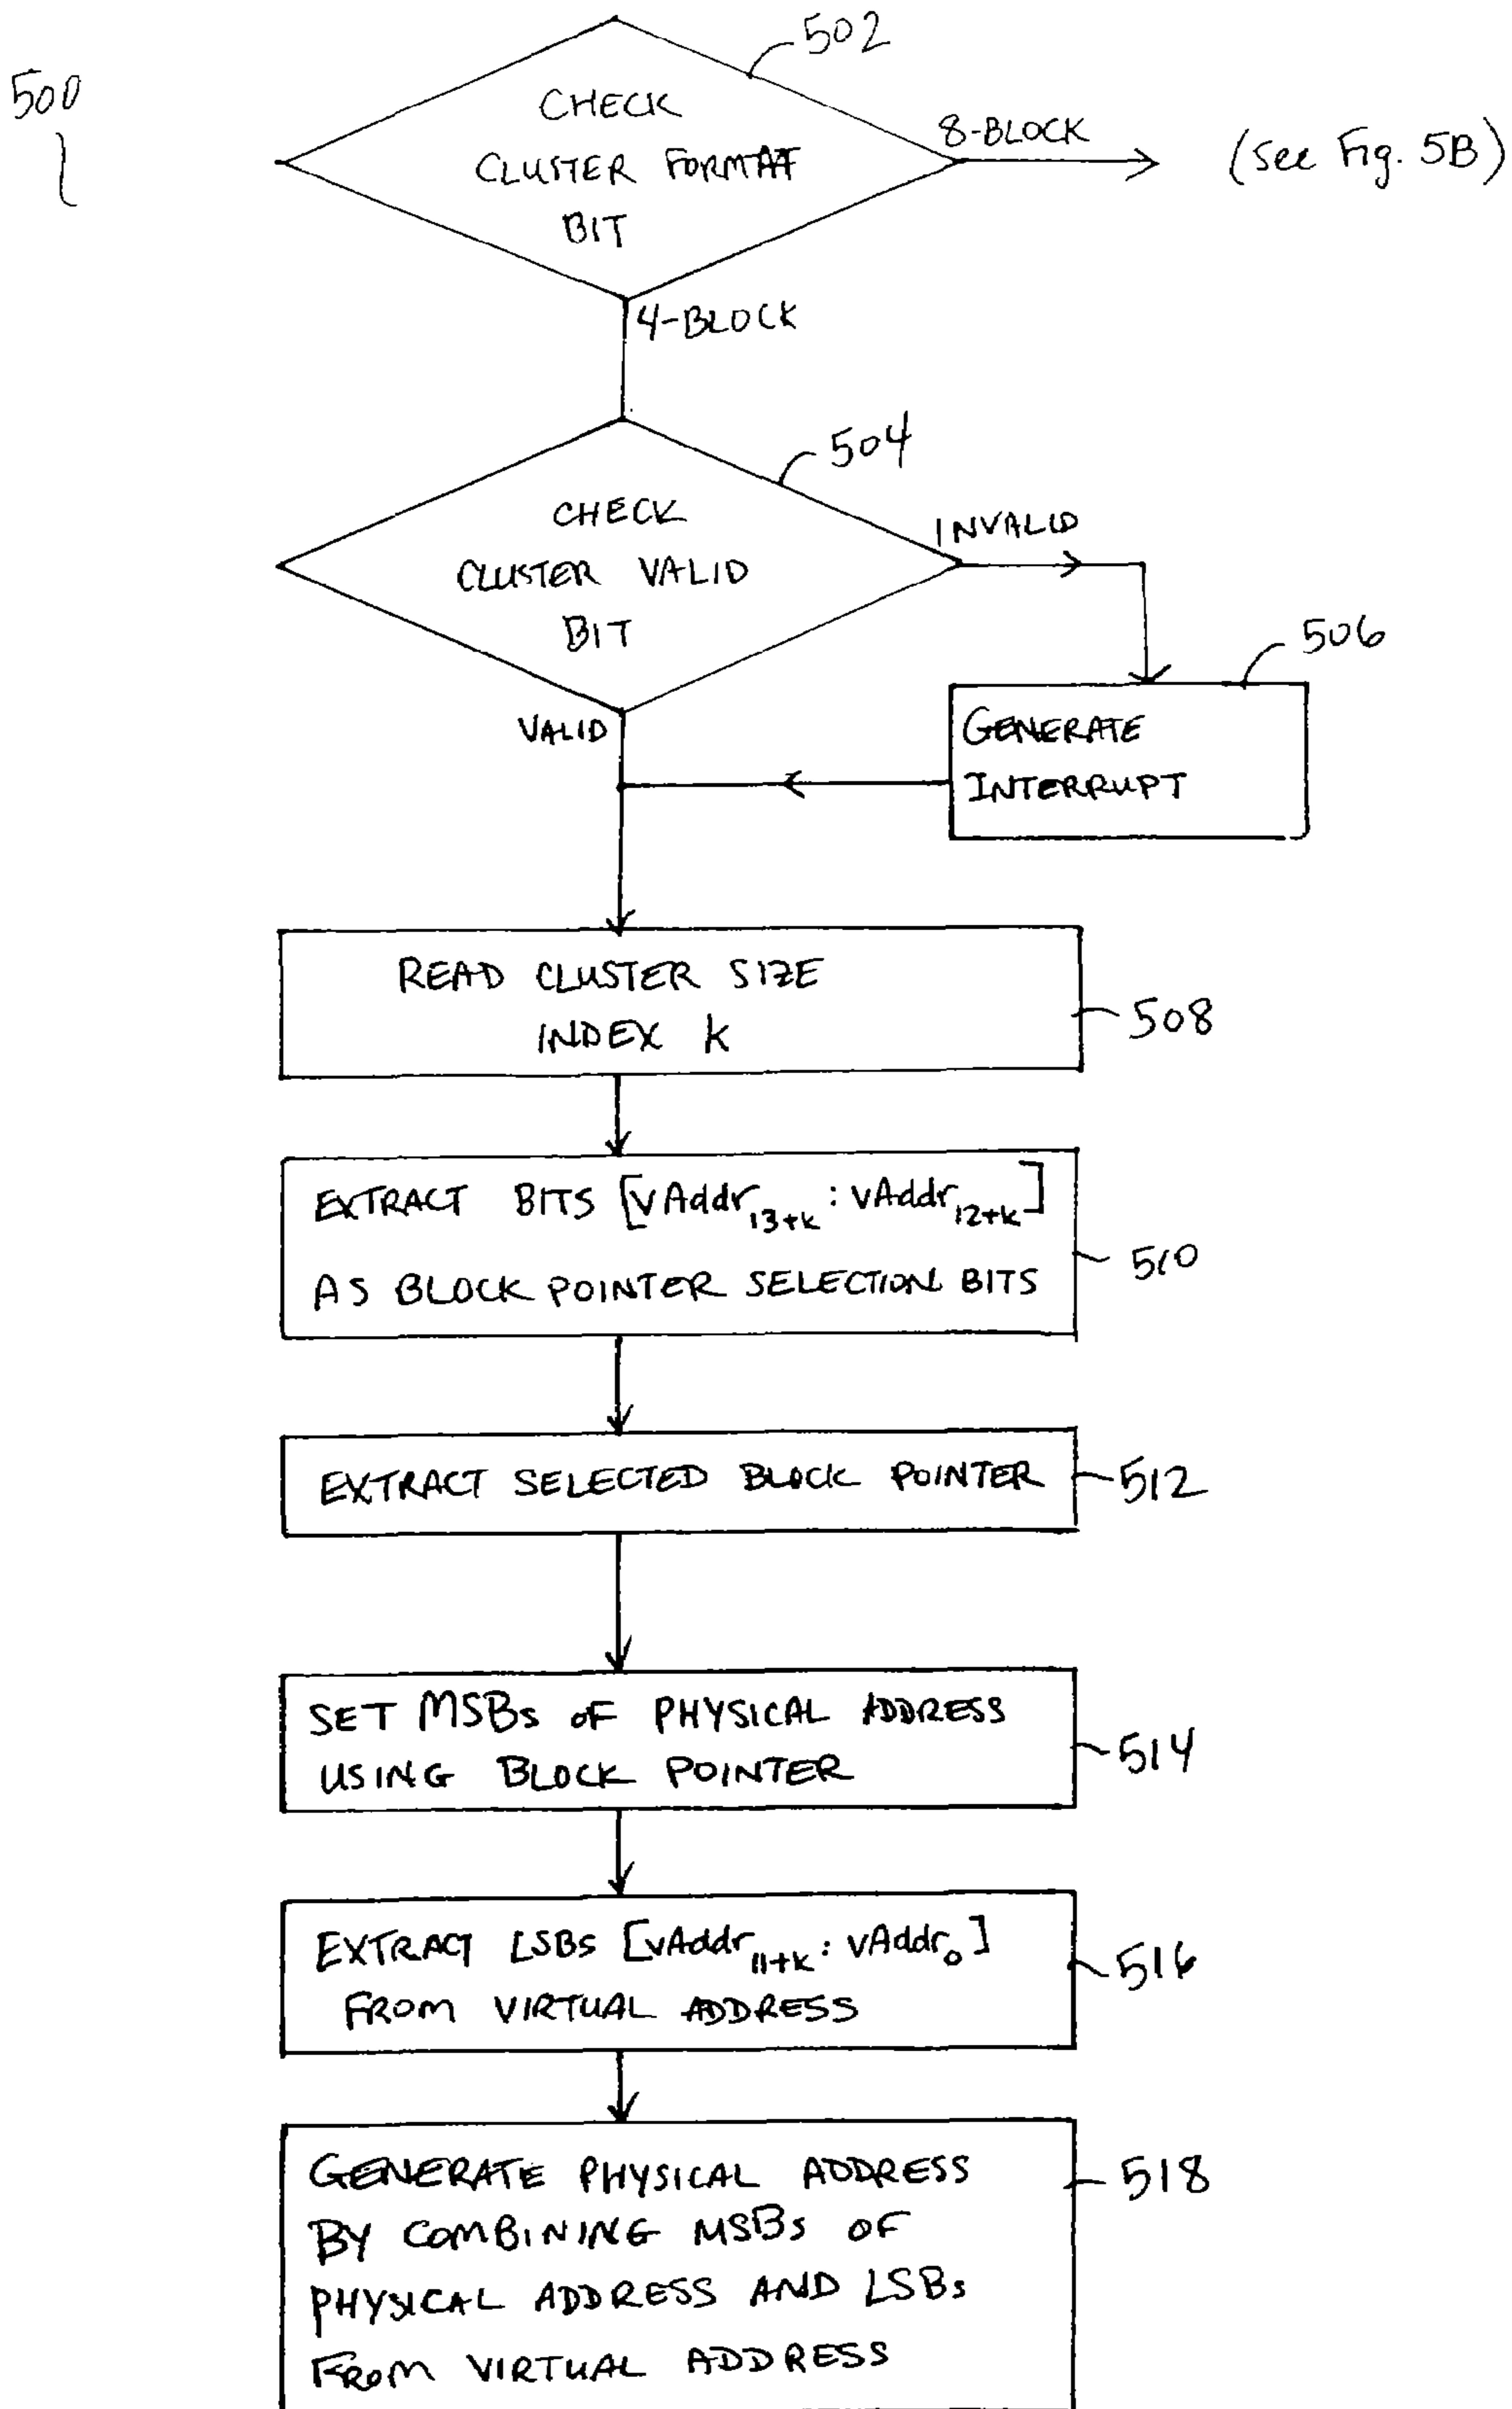 500
502
CHECK
CLUSTER FORMAT
BIT
8-BLOCK
(see Fig. 5B)
4-BLOCK
504
CHECK
CLUSTER VALID
BIT
INVALID
506
VALID
GENERATE
INTERRUPT
READ CLUSTER SIZE
INDEX k
508
EXTRACT BITS [vAddr₁₃₊ₖ : vAddr₁₂₊ₖ]
AS BLOCK POINTER SELECTION BITS
510
EXTRACT SELECTED BLOCK POINTER
512
SET MSBs OF PHYSICAL ADDRESS
USING BLOCK POINTER
514
EXTRACT LSBs [vAddr₁₁₊ₖ : vAddr₀]
FROM VIRTUAL ADDRESS
516
GENERATE PHYSICAL ADDRESS
BY COMBINING MSBs OF
PHYSICAL ADDRESS AND LSBs
FROM VIRTUAL ADDRESS
518